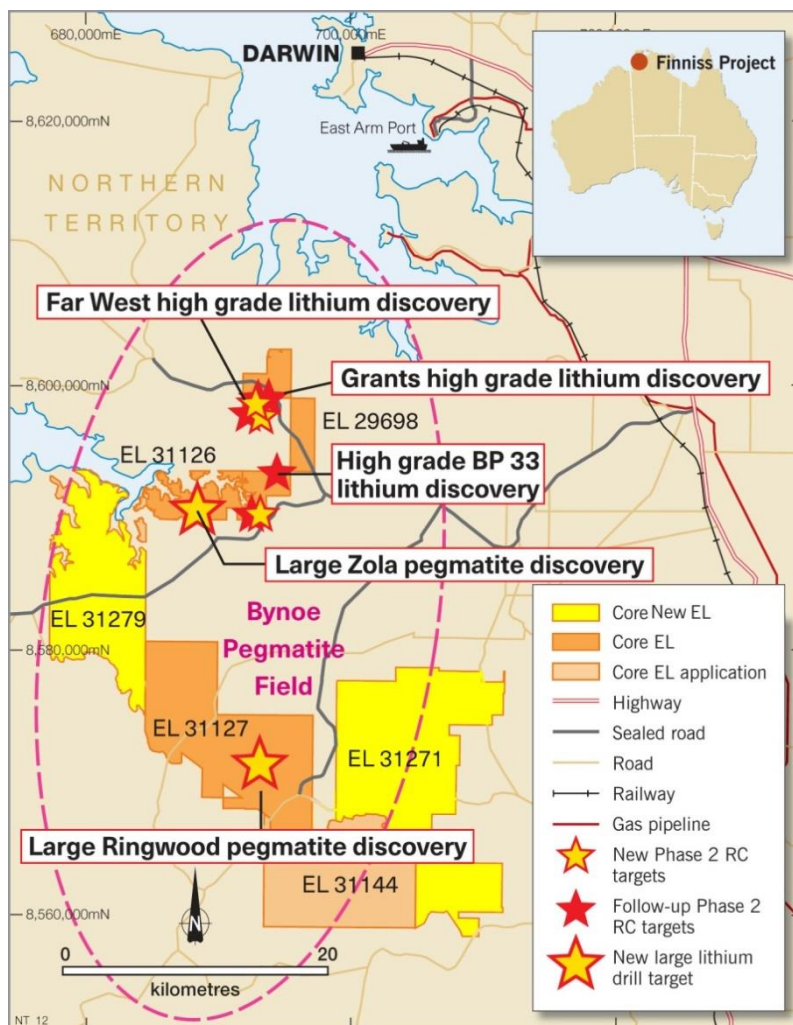 680,000mE
700,000mE
DARWIN
Finniss Project
8,620,000mN
East Arm Port
NORTHERN
TERRITORY
Far West high grade lithium discovery
8,600,000mN
Grants high grade lithium discovery
EL 29698
EL 31126
High grade BP 33
lithium discovery
Large Zola pegmatite discovery
EL 31279
Bynoe
Pegmatite
Field
8,580,000mN
EL 31127
EL 31271
Large Ringwood pegmatite discovery
EL 31144
8,560,000mN
N
0 20
kilometres
NT_12
Core New EL
Core EL
Core EL application
Highway
Sealed road
Road
Railway
Gas pipeline
New Phase 2 RC
targets
Follow-up Phase 2
RC targets
New large lithium
drill target